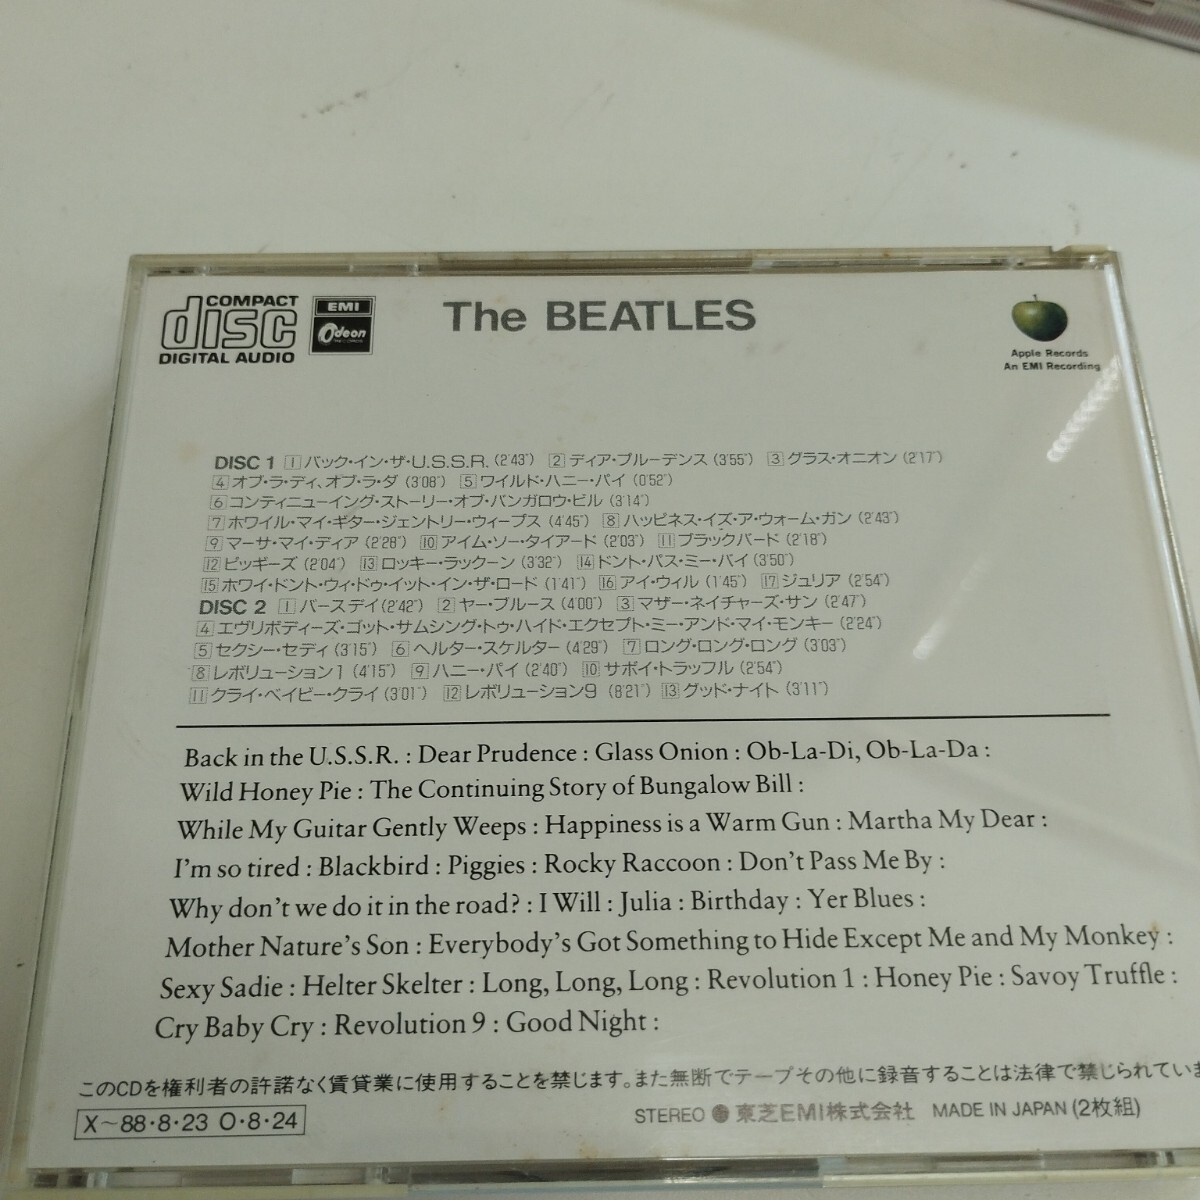 COMPACT
disc
DIGITAL AUDIO
EMI
Odeon
The BEATLES
Apple Records
An EMI Recording
DISC 1 1 バック・イン・ザ・U.S.S.R. (2'43") 2 ディア・プルーデンス (3'55") 3 グラス・オニオン (2'17")
4 オブ・ラ・ディ、オブ・ラ・ダ (3'08") 5 ワイルド・ハニー・パイ (0'52")
6 コンティニューイング・ストーリー・オブ・バンガロウ・ビル (3'14")
7 ホワイル・マイ・ギター・ジェントリー・ウィープス (4'45") 8 ハッピネス・イズ・ア・ウォーム・ガン (2'43")
9 マーサ・マイ・ディア (2'28") 10 アイム・ソー・タイアード (2'03") 11 ブラックバード (2'18")
12 ピッギーズ (2'04") 13 ロッキー・ラックーン (3'32") 14 ドント・パス・ミー・バイ (3'50")
15 ホワイ・ドント・ウィ・ドゥ・イット・イン・ザ・ロード (1'41") 16 アイ・ウィル (1'45") 17 ジュリア (2'54")
DISC 2 1 バースデイ (2'42") 2 ヤー・ブルース (4'00") 3 マザー・ネイチャーズ・サン (2'47")
4 エヴリボディーズ・ゴット・サムシング・トゥ・ハイド・エクセプト・ミー・アンド・マイ・モンキー (2'24")
5 セクシー・セディ (3'15") 6 ヘルター・スケルター (4'29") 7 ロング・ロング・ロング (3'03")
8 レボリューション1 (4'15") 9 ハニー・パイ (2'40") 10 サボイ・トラッフル (2'54")
11 クライ・ベイビー・クライ (3'01") 12 レボリューション9 (8'21") 13 グッド・ナイト (3'11")
Back in the U.S.S.R. : Dear Prudence : Glass Onion : Ob-La-Di, Ob-La-Da :
Wild Honey Pie : The Continuing Story of Bungalow Bill :
While My Guitar Gently Weeps : Happiness is a Warm Gun : Martha My Dear :
I'm so tired : Blackbird : Piggies : Rocky Raccoon : Don't Pass Me By :
Why don't we do it in the road? : I Will : Julia : Birthday : Yer Blues :
Mother Nature's Son : Everybody's Got Something to Hide Except Me and My Monkey :
Sexy Sadie : Helter Skelter : Long, Long, Long : Revolution 1 : Honey Pie : Savoy Truffle :
Cry Baby Cry : Revolution 9 : Good Night :
このCDを権利者の許諾なく賃貸業に使用することを禁じます。また無断でテープその他に録音することは法律で禁じられていま
X〜88・8・23 O・8・24
STEREO 東芝EMI株式会社 MADE IN JAPAN (2枚組)